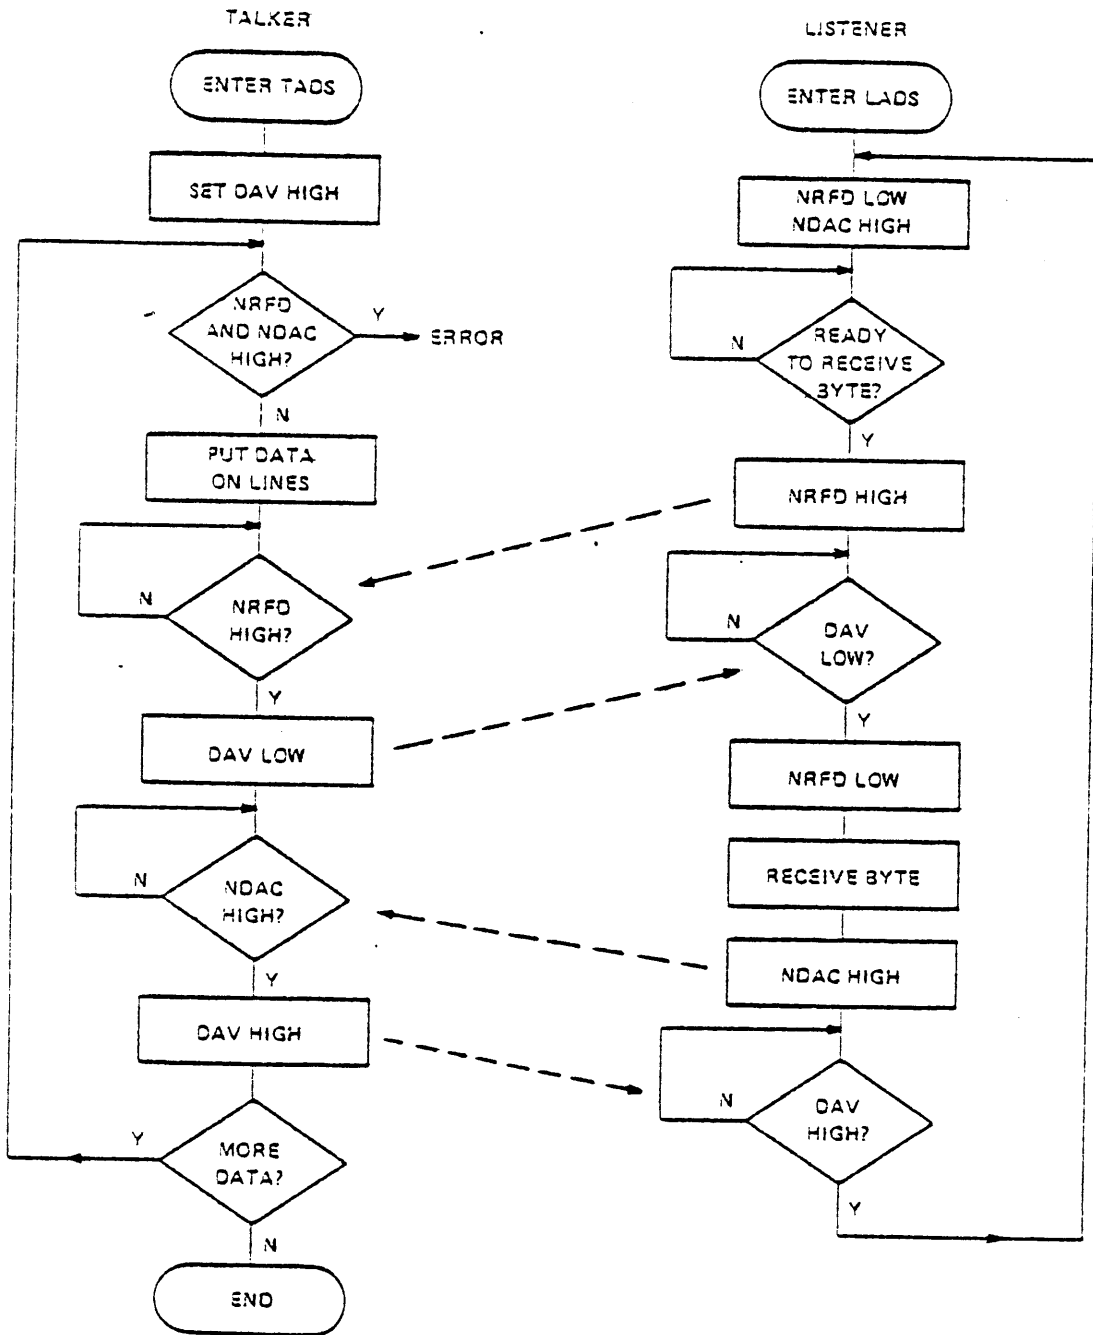 TALKER
ENTER TADS
SET DAV HIGH
NRFD
AND NDAC
HIGH?
Y
ERROR
N
PUT DATA
ON LINES
NRFD
HIGH?
N
Y
DAV LOW
NDAC
HIGH?
N
Y
DAV HIGH
MORE
DATA?
Y
N
END
LISTENER
ENTER LADS
NRFD LOW
NDAC HIGH
READY
TO RECEIVE
BYTE?
N
Y
NRFD HIGH
DAV
LOW?
N
Y
NRFD LOW
RECEIVE BYTE
NDAC HIGH
DAV
HIGH?
N
Y